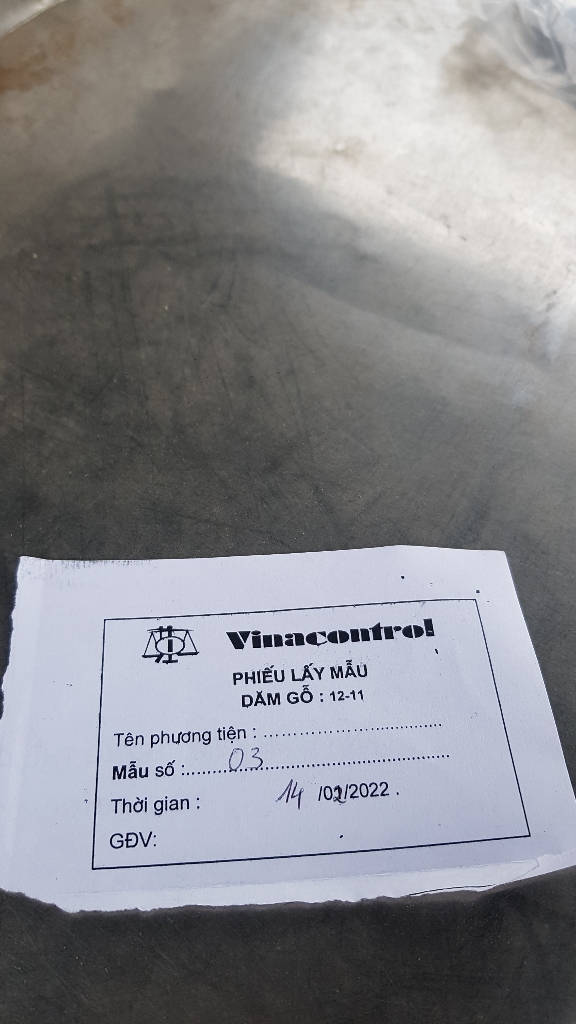 Vinacontrol
PHIẾU LẤY MẪU
DĂM GỖ : 12-11
Tên phương tiện : ..............................
Mẫu số :......03..............................
Thời gian : 14 /02/2022 .
GĐV: